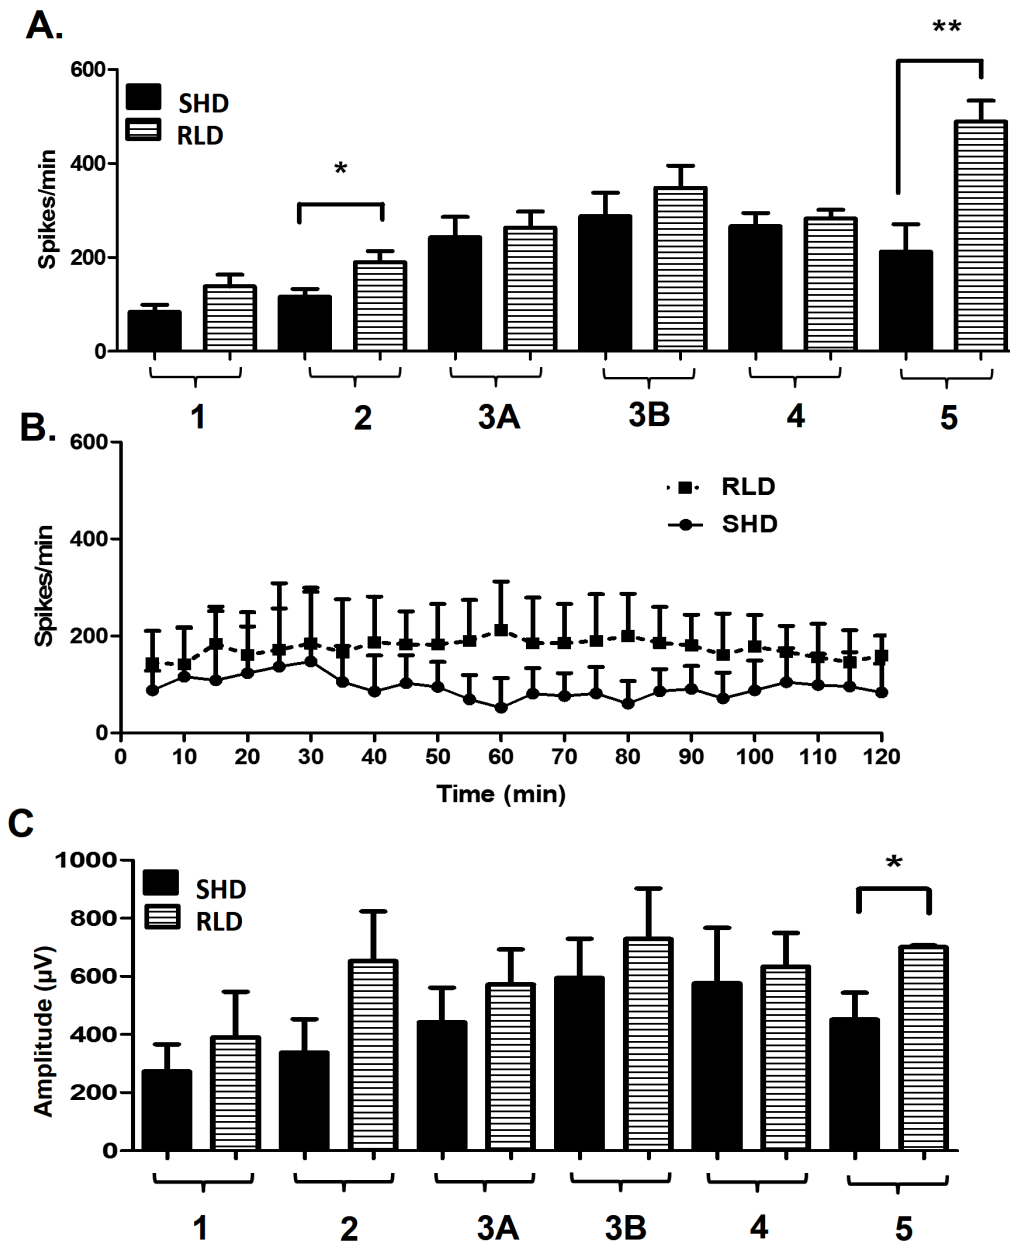 A.
**
600
SHD
RLD
*
400
Spikes/min
200
0
1 2 3A 3B 4 5
B.
600
RLD
SHD
400
Spikes/min
200
0
0 10 20 30 40 50 60 70 80 90 100 110 120
Time (min)
C
1000
SHD
RLD
*
800
600
Amplitude (µV)
400
200
0
1 2 3A 3B 4 5